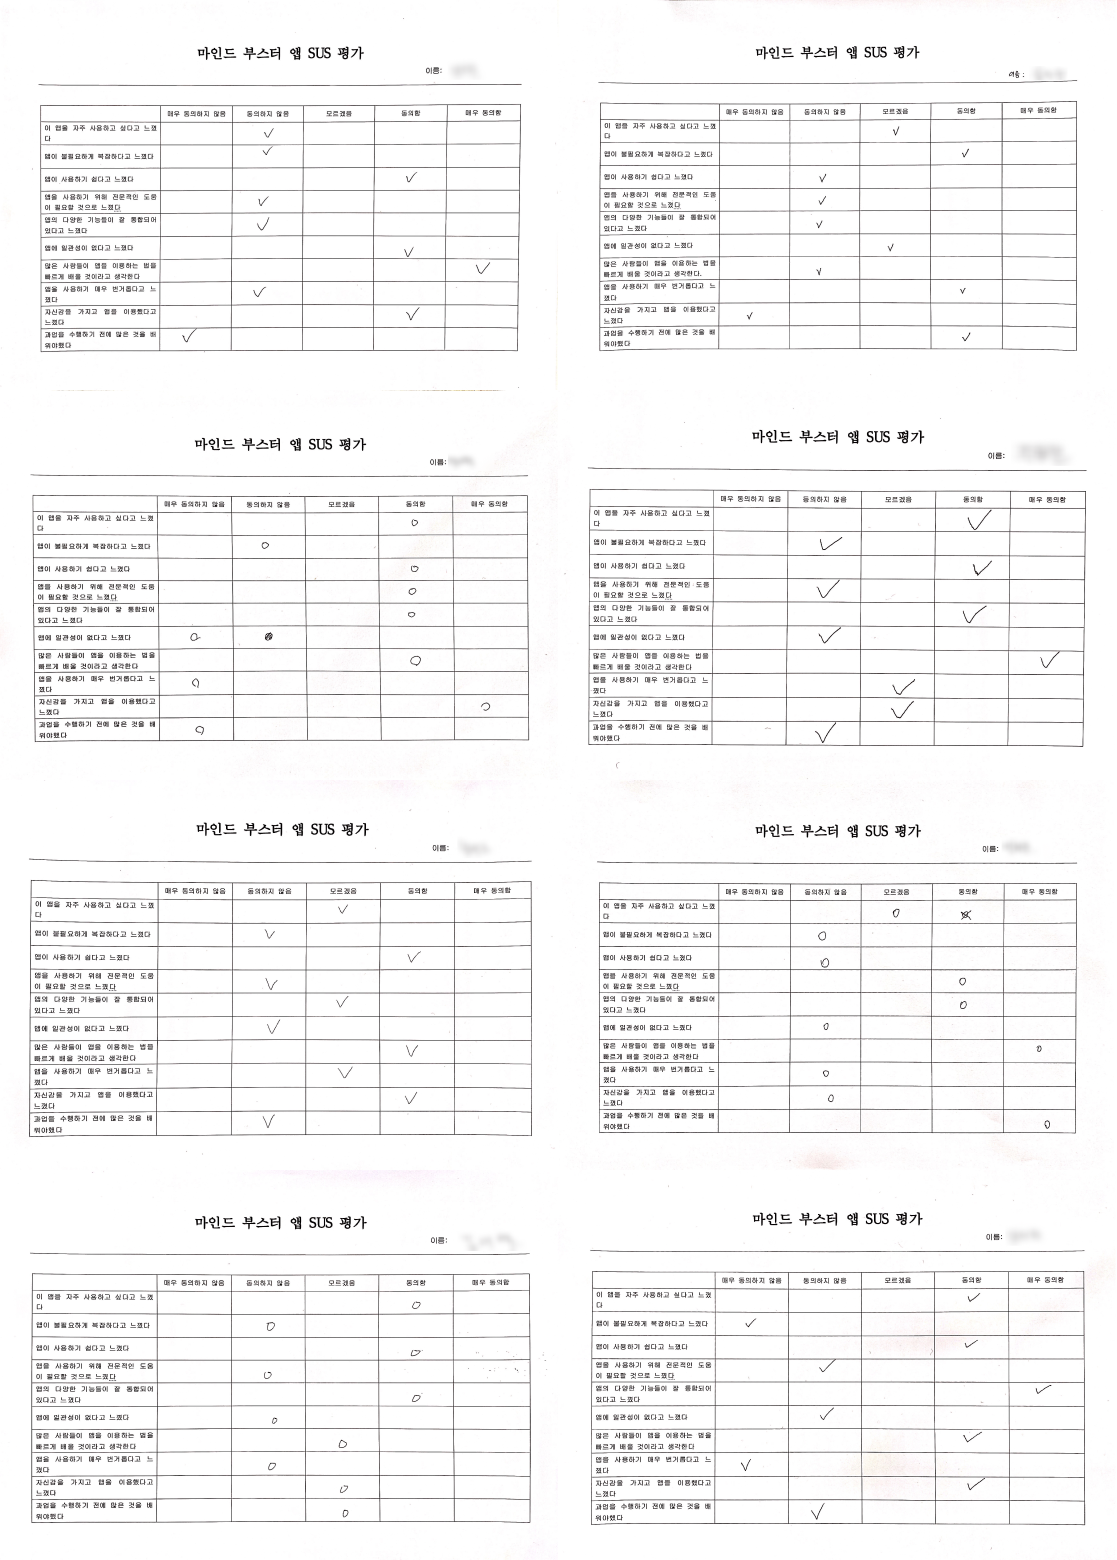 마인드 부스터 앱 SUS 평가
이름:
매우 동의하지 않음 동의하지 않음 모르겠음 동의함 매우 동의함
이 앱을 자주 사용하고 싶다고 느꼈
다
앱이 불필요하게 복잡하다고 느꼈다
앱이 사용하기 쉽다고 느꼈다
앱을 사용하기 위해 전문적인 도움
이 필요할 것으로 느꼈다
앱의 다양한 기능들이 잘 통합되어
있다고 느꼈다
앱에 일관성이 없다고 느꼈다
많은 사람들이 앱을 이용하는 법을
빠르게 배울 것이라고 생각한다
앱을 사용하기 매우 번거롭다고 느
꼈다
자신감을 가지고 앱을 이용했다고
느꼈다
과업을 수행하기 전에 많은 것을 배
워야했다
마인드 부스터 앱 SUS 평가
이름 :
매우 동의하지 않음 동의하지 않음 모르겠음 동의함 매우 동의함
이 앱을 자주 사용하고 싶다고 느꼈
다
앱이 불필요하게 복잡하다고 느꼈다
앱이 사용하기 쉽다고 느꼈다
앱을 사용하기 위해 전문적인 도움
이 필요할 것으로 느꼈다
앱의 다양한 기능들이 잘 통합되어
있다고 느꼈다
앱에 일관성이 없다고 느꼈다
많은 사람들이 앱을 이용하는 법을
빠르게 배울 것이라고 생각한다.
앱을 사용하기 매우 번거롭다고 느
꼈다
자신감을 가지고 앱을 이용했다고
느꼈다
과업을 수행하기 전에 많은 것을 배
워야했다
마인드 부스터 앱 SUS 평가
이름:
매우 동의하지 않음 동의하지 않음 모르겠음 동의함 매우 동의함
이 앱을 자주 사용하고 싶다고 느꼈
다
앱이 불필요하게 복잡하다고 느꼈다
앱이 사용하기 쉽다고 느꼈다
앱을 사용하기 위해 전문적인 도움
이 필요할 것으로 느꼈다
앱의 다양한 기능들이 잘 통합되어
있다고 느꼈다
앱에 일관성이 없다고 느꼈다
많은 사람들이 앱을 이용하는 법을
빠르게 배울 것이라고 생각한다
앱을 사용하기 매우 번거롭다고 느
꼈다
자신감을 가지고 앱을 이용했다고
느꼈다
과업을 수행하기 전에 많은 것을 배
워야했다
마인드 부스터 앱 SUS 평가
이름:
매우 동의하지 않음 동의하지 않음 모르겠음 동의함 매우 동의함
이 앱을 자주 사용하고 싶다고 느꼈
다
앱이 불필요하게 복잡하다고 느꼈다
앱이 사용하기 쉽다고 느꼈다
앱을 사용하기 위해 전문적인 도움
이 필요할 것으로 느꼈다
앱의 다양한 기능들이 잘 통합되어
있다고 느꼈다
앱에 일관성이 없다고 느꼈다
많은 사람들이 앱을 이용하는 법을
빠르게 배울 것이라고 생각한다
앱을 사용하기 매우 번거롭다고 느
꼈다
자신감을 가지고 앱을 이용했다고
느꼈다
과업을 수행하기 전에 많은 것을 배
워야했다
마인드 부스터 앱 SUS 평가
이름:
매우 동의하지 않음 동의하지 않음 모르겠음 동의함 매우 동의함
이 앱을 자주 사용하고 싶다고 느꼈
다
앱이 불필요하게 복잡하다고 느꼈다
앱이 사용하기 쉽다고 느꼈다
앱을 사용하기 위해 전문적인 도움
이 필요할 것으로 느꼈다
앱의 다양한 기능들이 잘 통합되어
있다고 느꼈다
앱에 일관성이 없다고 느꼈다
많은 사람들이 앱을 이용하는 법을
빠르게 배울 것이라고 생각한다
앱을 사용하기 매우 번거롭다고 느
꼈다
자신감을 가지고 앱을 이용했다고
느꼈다
과업을 수행하기 전에 많은 것을 배
워야했다
마인드 부스터 앱 SUS 평가
이름:
매우 동의하지 않음 동의하지 않음 모르겠음 동의함 매우 동의함
이 앱을 자주 사용하고 싶다고 느꼈
다
앱이 불필요하게 복잡하다고 느꼈다
앱이 사용하기 쉽다고 느꼈다
앱을 사용하기 위해 전문적인 도움
이 필요할 것으로 느꼈다
앱의 다양한 기능들이 잘 통합되어
있다고 느꼈다
앱에 일관성이 없다고 느꼈다
많은 사람들이 앱을 이용하는 법을
빠르게 배울 것이라고 생각한다
앱을 사용하기 매우 번거롭다고 느
꼈다
자신감을 가지고 앱을 이용했다고
느꼈다
과업을 수행하기 전에 많은 것을 배
워야했다
마인드 부스터 앱 SUS 평가
이름:
매우 동의하지 않음 동의하지 않음 모르겠음 동의함 매우 동의함
이 앱을 자주 사용하고 싶다고 느꼈
다
앱이 불필요하게 복잡하다고 느꼈다
앱이 사용하기 쉽다고 느꼈다
앱을 사용하기 위해 전문적인 도움
이 필요할 것으로 느꼈다
앱의 다양한 기능들이 잘 통합되어
있다고 느꼈다
앱에 일관성이 없다고 느꼈다
많은 사람들이 앱을 이용하는 법을
빠르게 배울 것이라고 생각한다
앱을 사용하기 매우 번거롭다고 느
꼈다
자신감을 가지고 앱을 이용했다고
느꼈다
과업을 수행하기 전에 많은 것을 배
워야했다
마인드 부스터 앱 SUS 평가
이름:
매우 동의하지 않음 동의하지 않음 모르겠음 동의함 매우 동의함
이 앱을 자주 사용하고 싶다고 느꼈
다
앱이 불필요하게 복잡하다고 느꼈다
앱이 사용하기 쉽다고 느꼈다
앱을 사용하기 위해 전문적인 도움
이 필요할 것으로 느꼈다
앱의 다양한 기능들이 잘 통합되어
있다고 느꼈다
앱에 일관성이 없다고 느꼈다
많은 사람들이 앱을 이용하는 법을
빠르게 배울 것이라고 생각한다
앱을 사용하기 매우 번거롭다고 느
꼈다
자신감을 가지고 앱을 이용했다고
느꼈다
과업을 수행하기 전에 많은 것을 배
워야했다